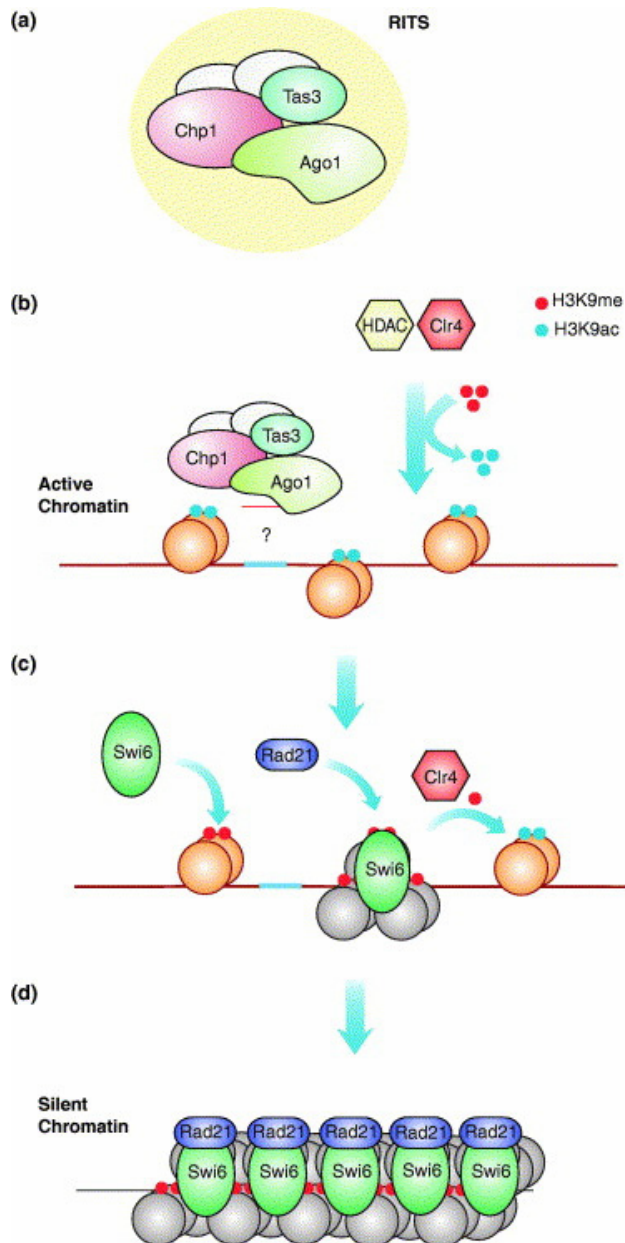 (a)
RITS
Tas3
Chp1
Ago1
(b)
HDAC Clr4
H3K9me
H3K9ac
Tas3
Chp1
Ago1
Active
Chromatin
?
(c)
Swi6
Rad21
Clr4
Swi6
(d)
Silent
Chromatin
Rad21 Rad21 Rad21 Rad21 Rad21
Swi6 Swi6 Swi6 Swi6 Swi6